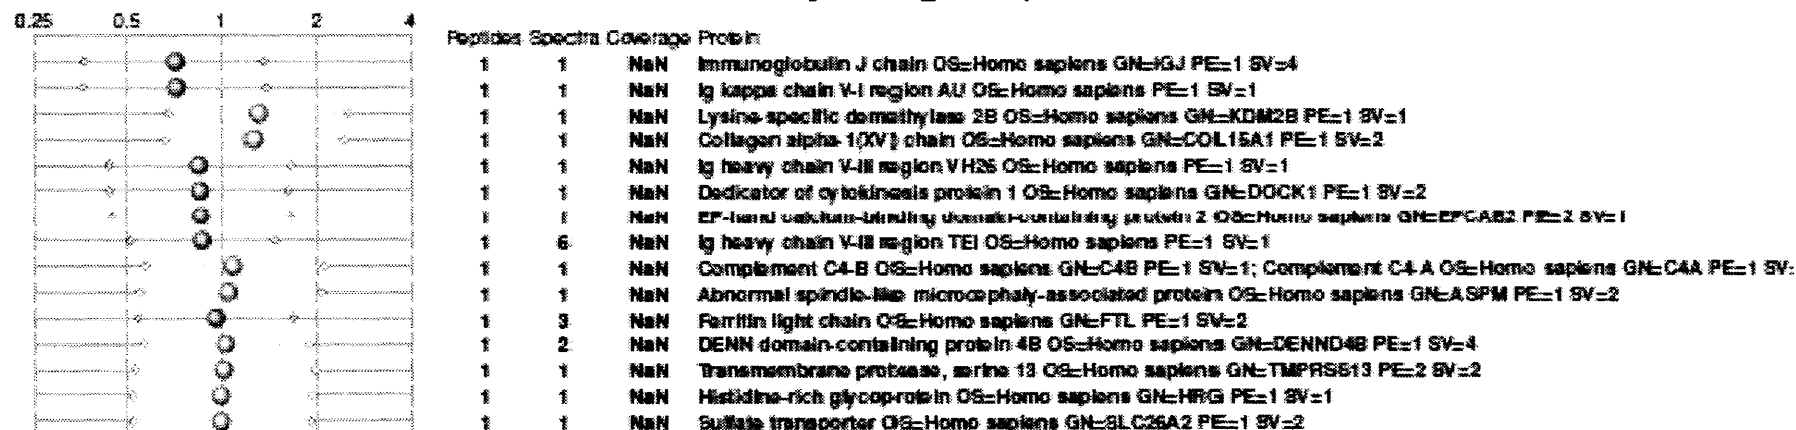 0.25 0.5 1 2 4
Peptides Spectra Coverage Protein
1 1 NaN Immunoglobulin J chain OS=Homo sapiens GN=IGJ PE=1 SV=4
1 1 NaN Ig kappa chain V-I region AU OS=Homo sapiens PE=1 SV=1
1 1 NaN Lysine-specific demethylase 2B OS=Homo sapiens GN=KDM2B PE=1 SV=1
1 1 NaN Collagen alpha-1(XV) chain OS=Homo sapiens GN=COL15A1 PE=1 SV=2
1 1 NaN Ig heavy chain V-III region VH26 OS=Homo sapiens PE=1 SV=1
1 1 NaN Dedicator of cytokinesis protein 1 OS=Homo sapiens GN=DOCK1 PE=1 SV=2
1 1 NaN EF-hand calcium-binding domain-containing protein 2 OS=Homo sapiens GN=EFCAB2 PE=2 SV=1
1 6 NaN Ig heavy chain V-III region TEI OS=Homo sapiens PE=1 SV=1
1 1 NaN Complement C4-B OS=Homo sapiens GN=C4B PE=1 SV=1; Complement C4-A OS=Homo sapiens GN=C4A PE=1 SV:
1 1 NaN Abnormal spindle-like microcephaly-associated protein OS=Homo sapiens GN=ASPM PE=1 SV=2
1 3 NaN Ferritin light chain OS=Homo sapiens GN=FTL PE=1 SV=2
1 2 NaN DENN domain-containing protein 4B OS=Homo sapiens GN=DENND4B PE=1 SV=4
1 1 NaN Transmembrane protease, serine 13 OS=Homo sapiens GN=TMPRSS13 PE=2 SV=2
1 1 NaN Histidine-rich glycoprotein OS=Homo sapiens GN=HRG PE=1 SV=1
1 1 NaN Sulfate transporter OS=Homo sapiens GN=SLC26A2 PE=1 SV=2